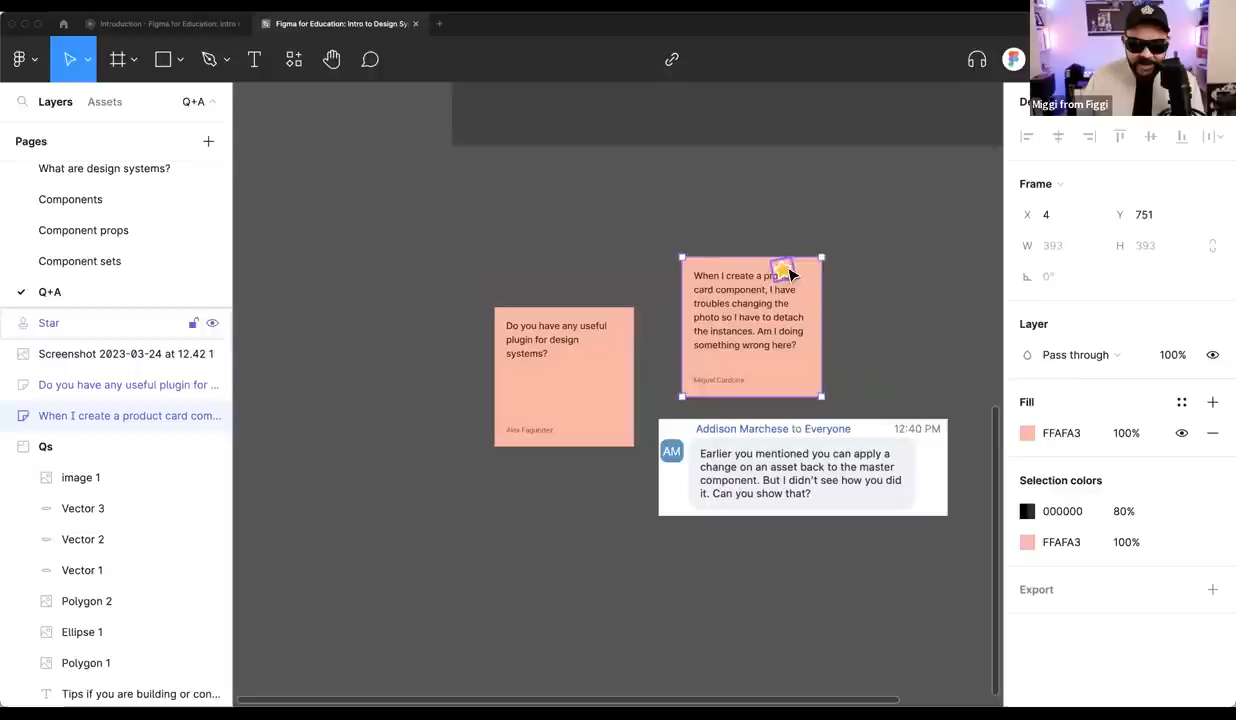 Introduction - Figma for Education: Intro
Figma for Education: Intro to Design Sy
Miggi from Figgi
Layers
Assets
Q+A
Pages
What are design systems?
Components
Component props
Component sets
Q+A
Star
Screenshot 2023-03-24 at 12.42 1
Do you have any useful plugin for ...
When I create a product card com...
Qs
image 1
Vector 3
Vector 2
Vector 1
Polygon 2
Ellipse 1
Polygon 1
Tips if you are building or con...
Do you have any useful
plugin for design
systems?
Alex Fagundez
When I create a
card component, I have
troubles changing the
photo so I have to detach
the instances. Am I doing
something wrong here?
Miguel Cardona
Addison Marchese to Everyone
12:40 PM
AM
Earlier you mentioned you can apply a
change on an asset back to the master
component. But I didn't see how you did
it. Can you show that?
Frame
X 4 Y 751
W 393 H 393
0°
Layer
Pass through 100%
Fill
FFAFA3 100%
Selection colors
000000 80%
FFAFA3 100%
Export